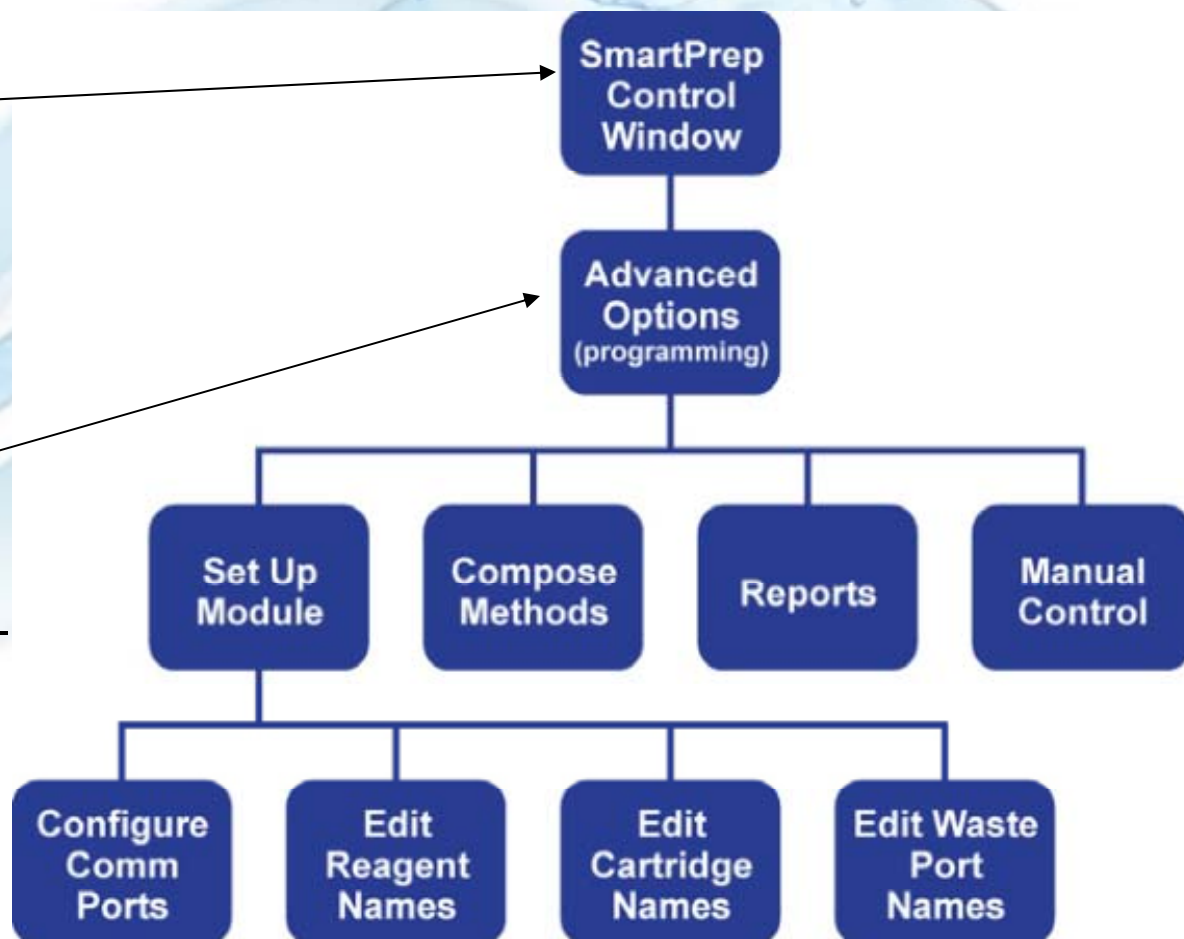 SmartPrep
Control
Window
Advanced
Options
(programming)
Set Up
Module
Compose
Methods
Reports
Manual
Control
Configure
Comm
Ports
Edit
Reagent
Names
Edit
Cartridge
Names
Edit Waste
Port
Names